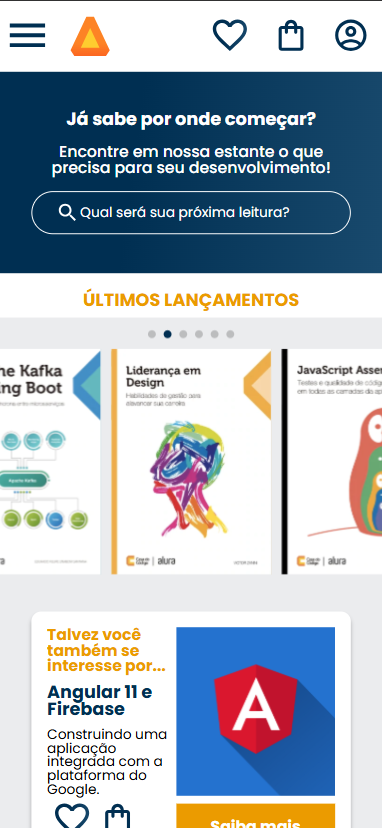 Já sabe por onde começar?
Encontre em nossa estante o que
precisa para seu desenvolvimento!
Qual será sua próxima leitura?
ÚLTIMOS LANÇAMENTOS
Kafka
ng Boot
Liderança em
Design
Habilidades de gestão para
alavancar sua carreira
JavaScript Asser
Testes e qualidade de códig
em todas as camadas da ap
Apache Kafka
alura
alura
alura
Talvez você
também se
interesse por...
Angular 11 e
Firebase
Construindo uma
aplicação
integrada com a
plataforma do
Google.
A
Saiba mais